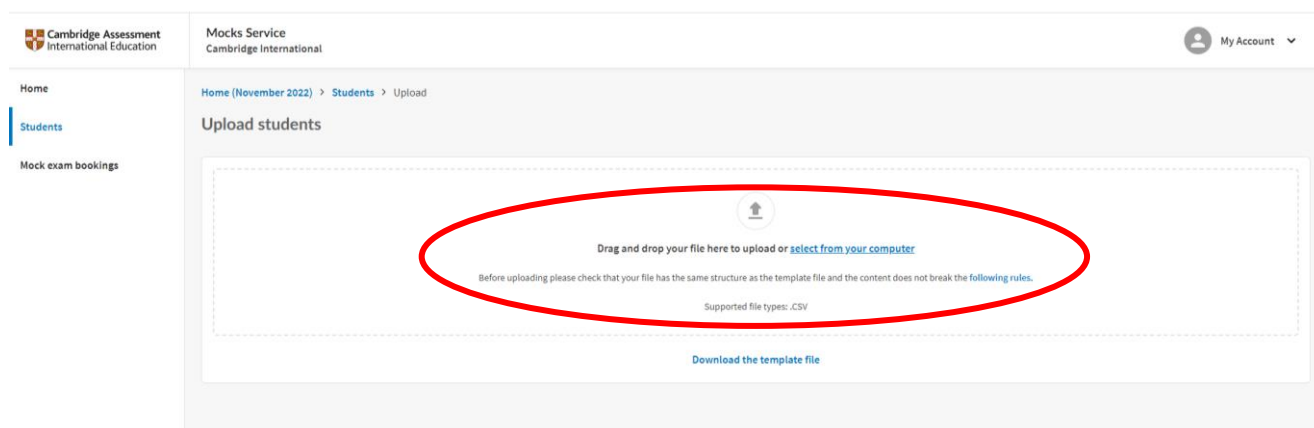 Cambridge Assessment
International Education
Mocks Service
Cambridge International
My Account
Home
Students
Mock exam bookings
Home (November 2022) > Students > Upload
Upload students
Drag and drop your file here to upload or select from your computer
Before uploading please check that your file has the same structure as the template file and the content does not break the following rules.
Supported file types: .CSV
Download the template file